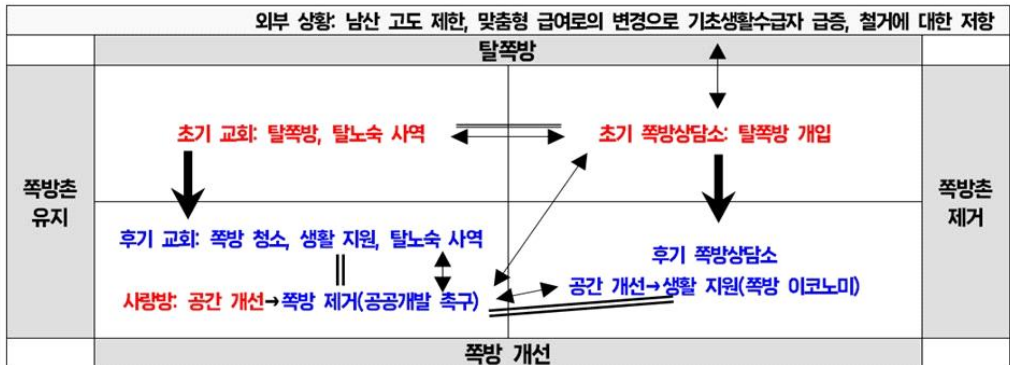 외부 상황: 남산 고도 제한, 맞춤형 급여로의 변경으로 기초생활수급자 급증, 철거에 대한 저항
탈쪽방
초기 교회: 탈쪽방, 탈노숙 사역
초기 쪽방상담소: 탈쪽방 개입
쪽방촌
유지
쪽방촌
제거
후기 교회: 쪽방 청소, 생활 지원, 탈노숙 사역
후기 쪽방상담소
공간 개선→생활 지원(쪽방 이코노미)
사랑방: 공간 개선→쪽방 제거(공공개발 촉구)
쪽방 개선